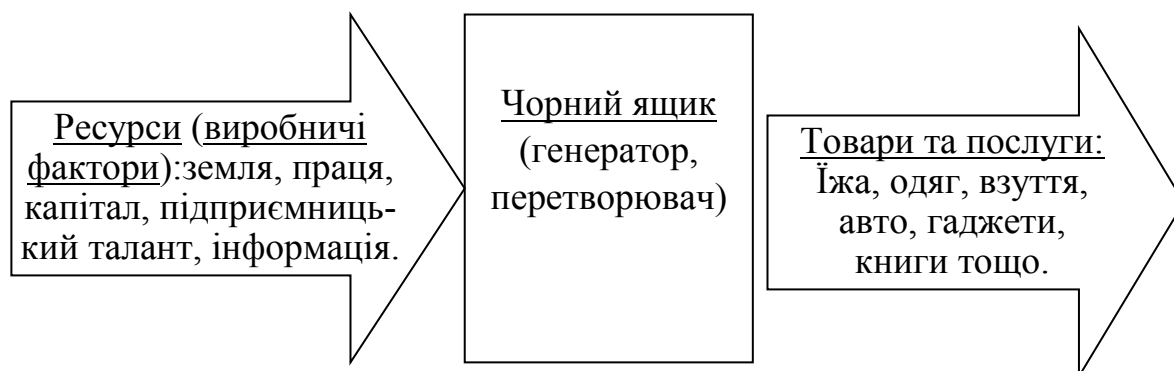 Ресурси (виробничі
фактори):земля, праця,
капітал, підприємниць-
кий талант, інформація.
Чорний ящик
(генератор,
перетворювач)
Товари та послуги:
Їжа, одяг, взуття,
авто, гаджети,
книги тощо.